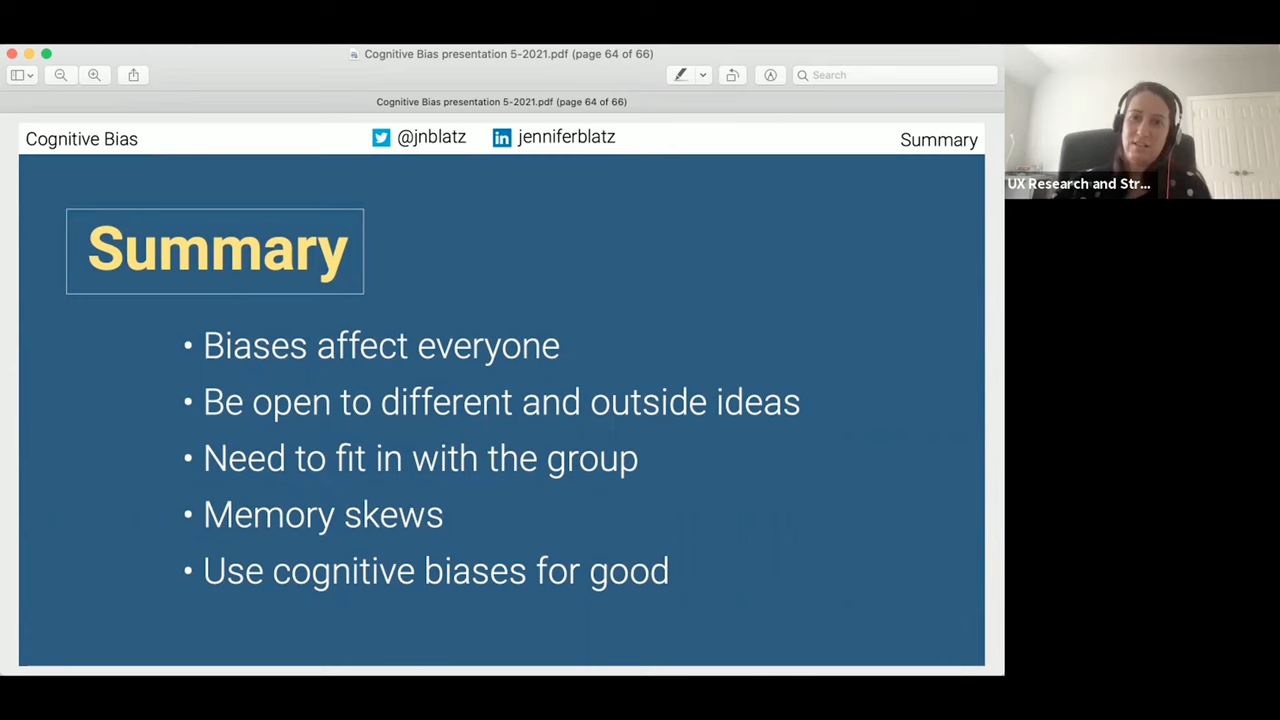 Cognitive Bias presentation 5-2021.pdf (page 64 of 66)
Search
Cognitive Bias presentation 5-2021.pdf (page 64 of 66)
Cognitive Bias
@jnblatz
jenniferblatz
Summary
UX Research and Str...
Summary
• Biases affect everyone
• Be open to different and outside ideas
• Need to fit in with the group
• Memory skews
• Use cognitive biases for good